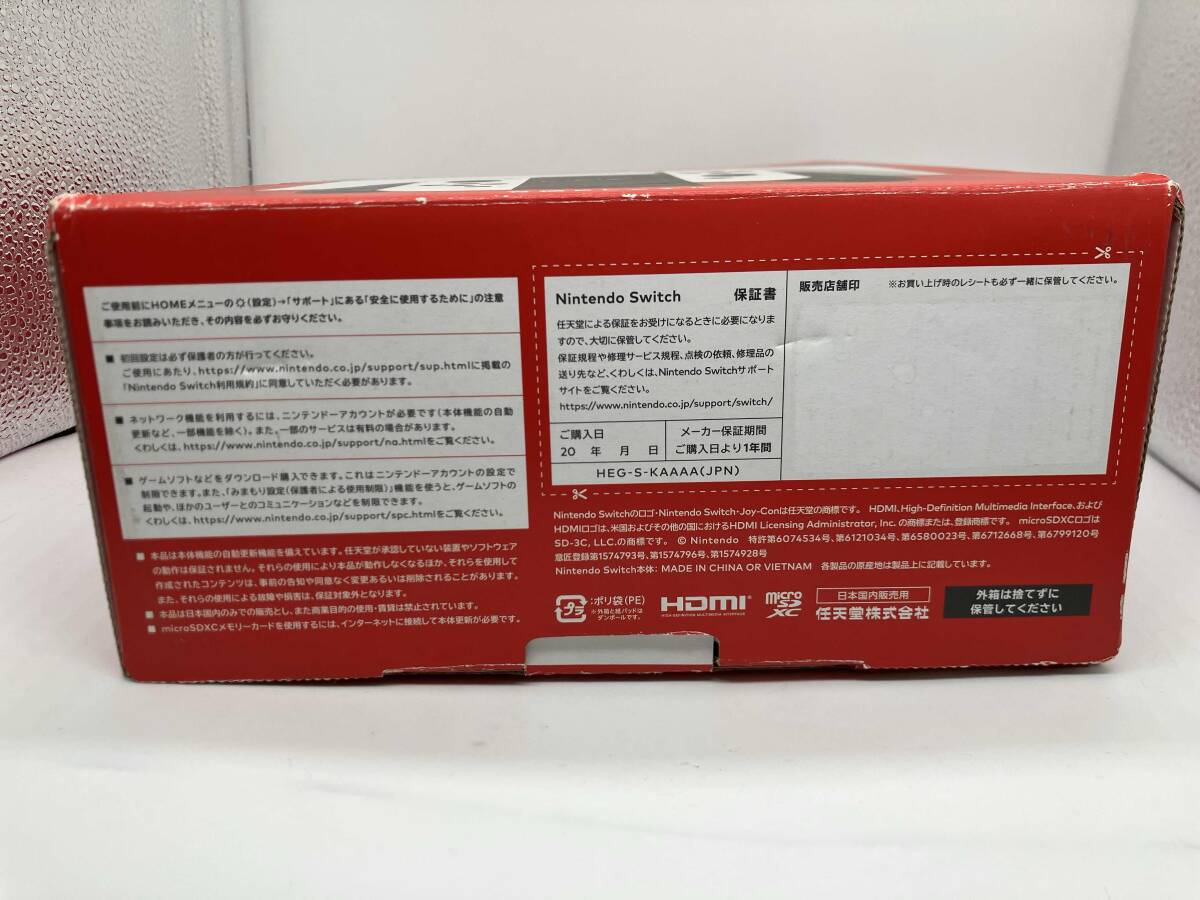 ご使用前にHOMEメニューの(設定)→「サポート」にある「安全に使用するために」の注意
事項をお読みいただき、その内容を必ずお守りください。
■ 初回設定は必ず保護者の方が行ってください。
ご使用にあたり、https://www.nintendo.co.jp/support/sup.htmlに掲載の
「Nintendo Switch利用規約」に同意していただく必要があります。
■ ネットワーク機能を利用するには、ニンテンドーアカウントが必要です(本体機能の自動
更新など、一部機能を除く)。また、一部のサービスは有料の場合があります。
くわしくは、https://www.nintendo.co.jp/support/na.htmlをご覧ください。
■ ゲームソフトなどをダウンロード購入できます。これはニンテンドーアカウントの設定で
制限できます。また、「みまもり設定(保護者による使用制限)」機能を使うと、ゲームソフトの
起動や、ほかのユーザーとのコミュニケーションなどを制限できます。
くわしくは、https://www.nintendo.co.jp/support/spc.htmlをご覧ください。
■ 本品は本体機能の自動更新機能を備えています。任天堂が承認していない装置やソフトウェア
の動作は保証されません。それらの使用により本品が動作しなくなるほか、それらを使用して
作成されたコンテンツは、事前の告知や同意なく変更あるいは削除されることがあります。
また、それらの使用による故障や損害は、保証対象外となります。
■ 本品は日本国内のみでの販売とし、また商業目的の使用・賃貸は禁止されています。
■ microSDXCメモリーカードを使用するには、インターネットに接続して本体更新が必要です。
Nintendo Switch 保証書
任天堂による保証をお受けになるときに必要になりま
すので、大切に保管してください。
保証規程や修理サービス規程、点検の依頼、修理品の
送り先など、くわしくは、Nintendo Switchサポート
サイトをご覧ください。
https://www.nintendo.co.jp/support/switch/
ご購入日
20 年 月 日
メーカー保証期間
ご購入日より1年間
HEG-S-KAAAA(JPN)
販売店舗印 ※お買い上げ時のレシートも必ず一緒に保管してください。
Nintendo Switchのロゴ・Nintendo Switch・Joy-Conは任天堂の商標です。 HDMI、High-Definition Multimedia Interface、および
HDMIロゴは、米国およびその他の国におけるHDMI Licensing Administrator, Inc. の商標または、登録商標です。 microSDXCロゴは
SD-3C, LLC.の商標です。 © Nintendo 特許第6074534号、第6121034号、第6580023号、第6712668号、第6799120号
意匠登録第1574793号、第1574796号、第1574928号
Nintendo Switch本体: MADE IN CHINA OR VIETNAM 各製品の原産地は製品上に記載しています。
プラ
:ポリ袋(PE)
※外箱と紙パッドは
ダンボールです。
HDMI
HIGH-DEFINITION MULTIMEDIA INTERFACE
micro
SD
XC
日本国内販売用
任天堂株式会社
外箱は捨てずに
保管してください